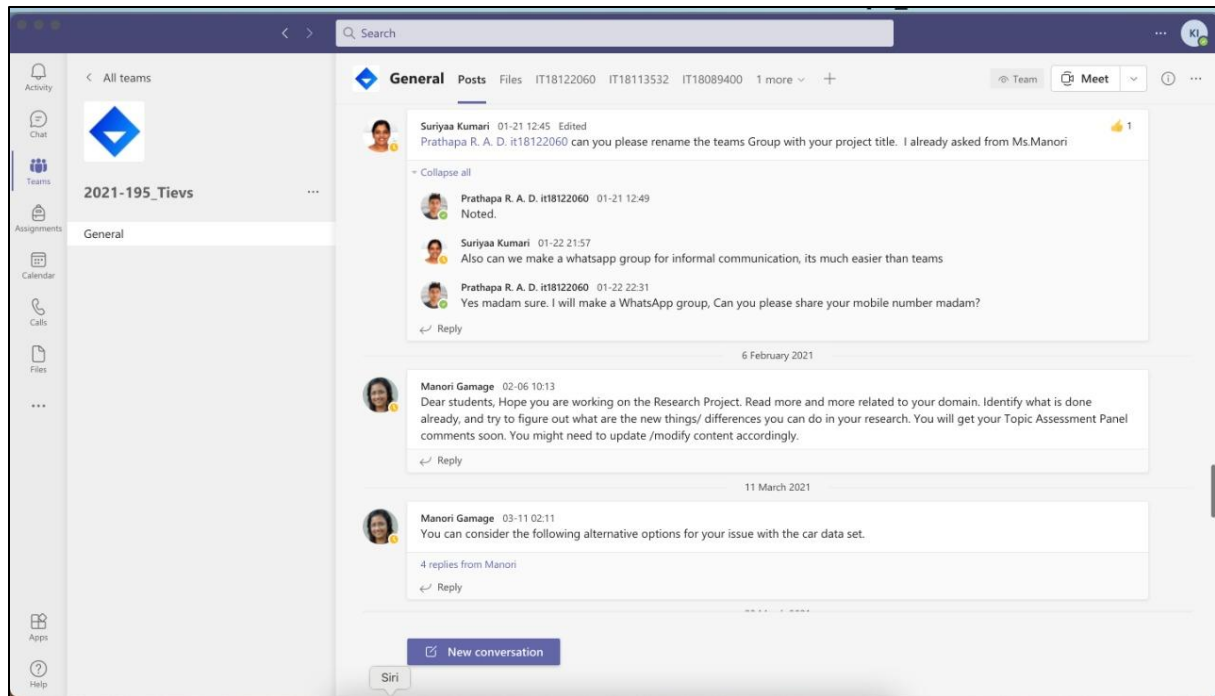 Search
KI
Activity
Chat
Teams
Assignments
Calendar
Calls
Files
Apps
Help
All teams
2021-195_Tievs
General
General Posts Files IT18122060 IT18113532 IT18089400 1 more
Team
Meet
Suriyaa Kumari 01-21 12:45 Edited
1
Prathapa R. A. D. it18122060 can you please rename the teams Group with your project title. I already asked from Ms.Manori
Collapse all
Prathapa R. A. D. it18122060 01-21 12:49
Noted.
Suriyaa Kumari 01-22 21:57
Also can we make a whatsapp group for informal communication, its much easier than teams
Prathapa R. A. D. it18122060 01-22 22:31
Yes madam sure. I will make a WhatsApp group, Can you please share your mobile number madam?
Reply
6 February 2021
Manori Gamage 02-06 10:13
Dear students, Hope you are working on the Research Project. Read more and more related to your domain. Identify what is done
already, and try to figure out what are the new things/ differences you can do in your research. You will get your Topic Assessment Panel
comments soon. You might need to update /modify content accordingly.
Reply
11 March 2021
Manori Gamage 03-11 02:11
You can consider the following alternative options for your issue with the car data set.
4 replies from Manori
Reply
New conversation
Siri